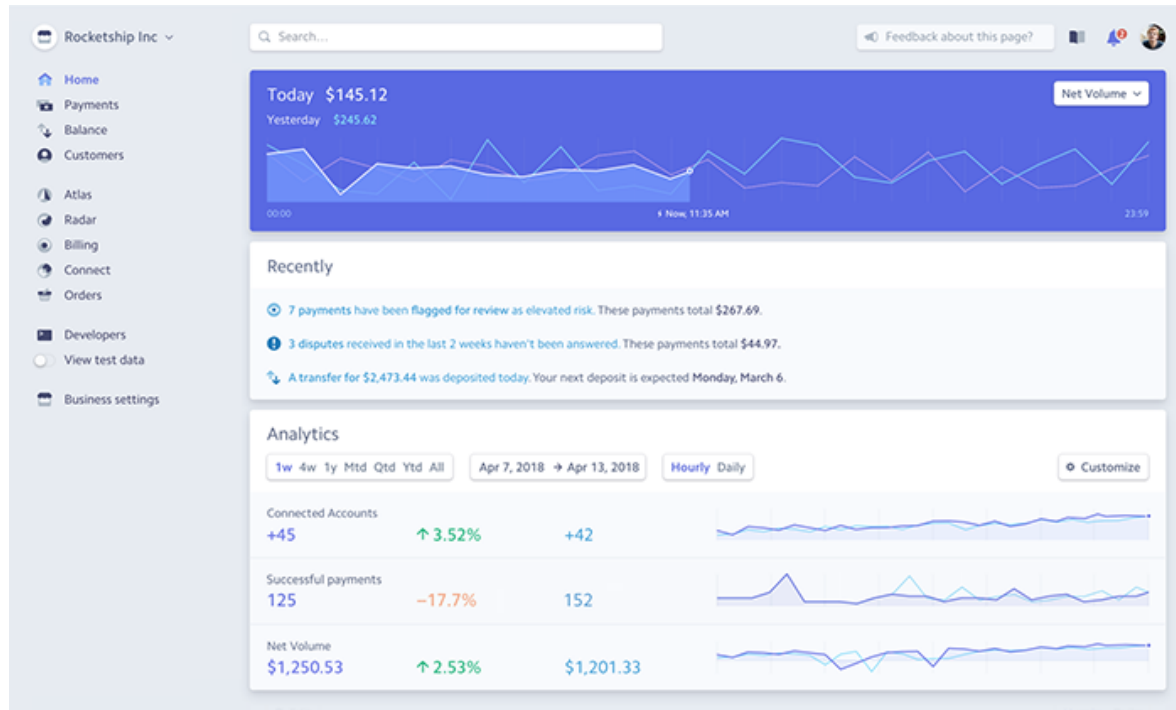 Rocketship Inc
Search...
Feedback about this page?
2
Home
Payments
Balance
Customers
Atlas
Radar
Billing
Connect
Orders
Developers
View test data
Business settings
Today $145.12
Net Volume
Yesterday $245.62
00:00
Now, 11:35 AM
23:59
Recently
7 payments have been flagged for review as elevated risk. These payments total $267.69.
3 disputes received in the last 2 weeks haven't been answered. These payments total $44.97.
A transfer for $2,473.44 was deposited today. Your next deposit is expected Monday, March 6.
Analytics
1w 4w 1y Mtd Qtd Ytd All
Apr 7, 2018 → Apr 13, 2018
Hourly Daily
Customize
Connected Accounts
+45 ↑ 3.52% +42
Successful payments
125 –17.7% 152
Net Volume
$1,250.53 ↑ 2.53% $1,201.33